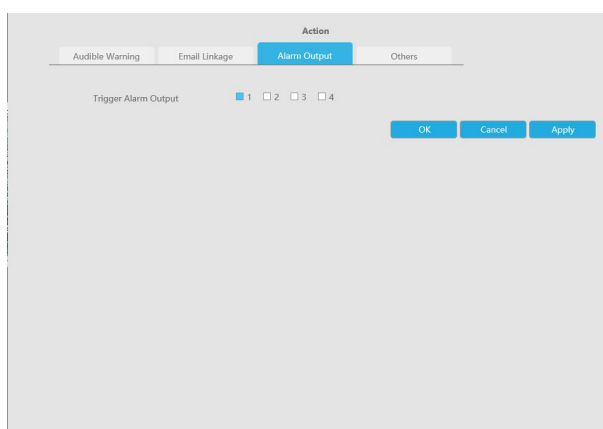 Action
Audible Warning Email Linkage Alarm Output Others
Trigger Alarm Output 1 2 3 4
OK Cancel Apply